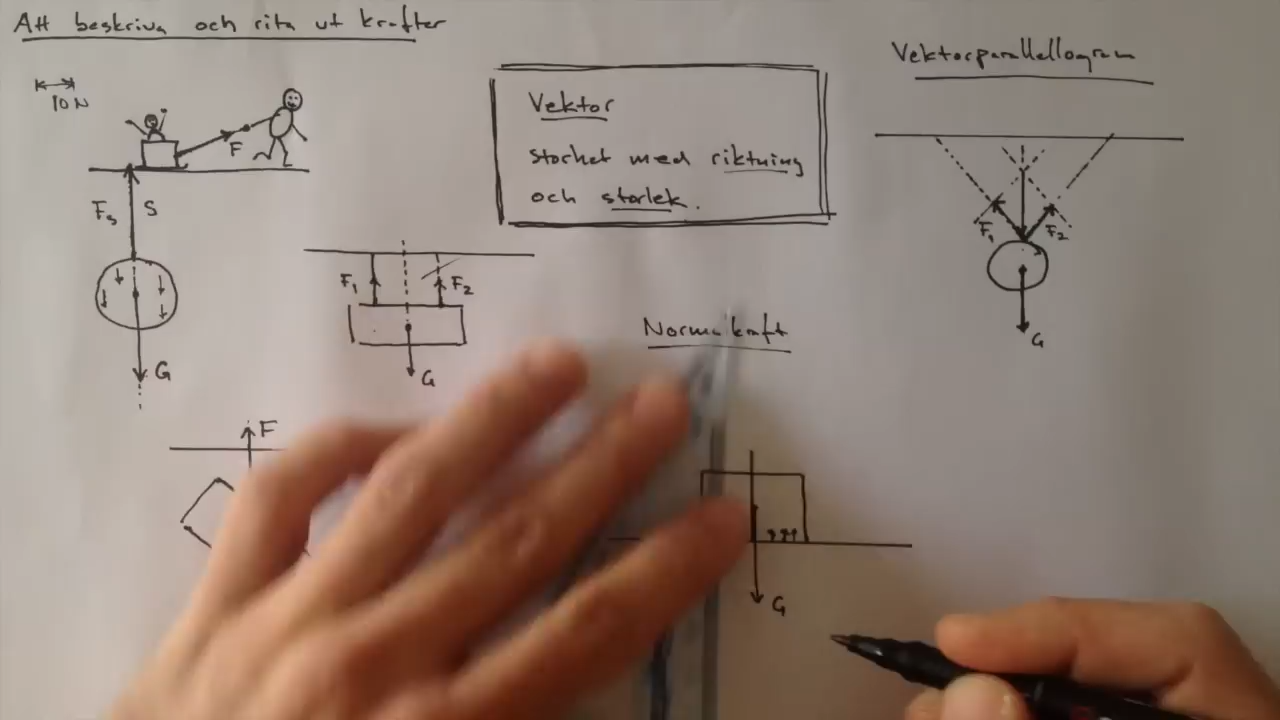 Att beskriva och rita ut krafter
10 N
F
F₃ S
G
F₁ F₂
G
F
Vektor
storhet med riktning
och storlek.
Normalkraft
G
Vektorparallellogram
F₁ F₂
G